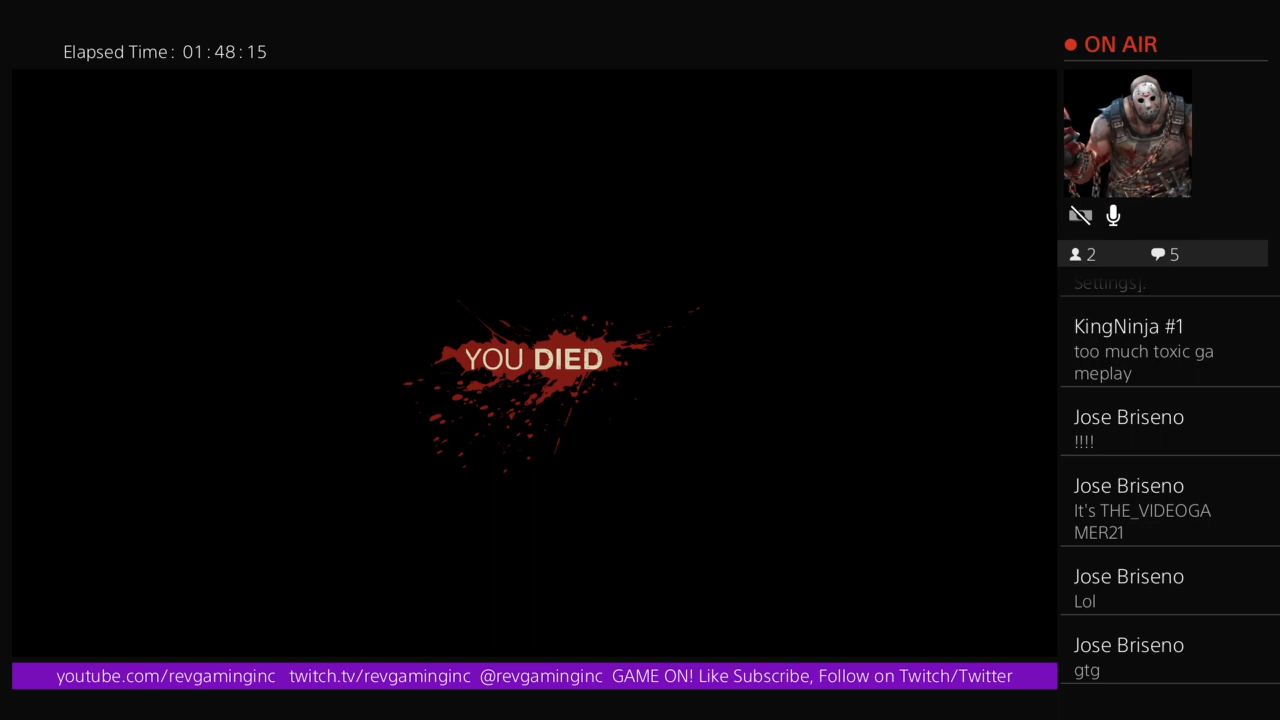 Elapsed Time: 01:48:15
ON AIR
2 5
Settings].
KingNinja #1
too much toxic ga
meplay
Jose Briseno
!!!!
Jose Briseno
It's THE_VIDEOGA
MER21
Jose Briseno
Lol
Jose Briseno
gtg
YOU DIED
youtube.com/revgaminginc twitch.tv/revgaminginc @revgaminginc GAME ON! Like Subscribe, Follow on Twitch/Twitter